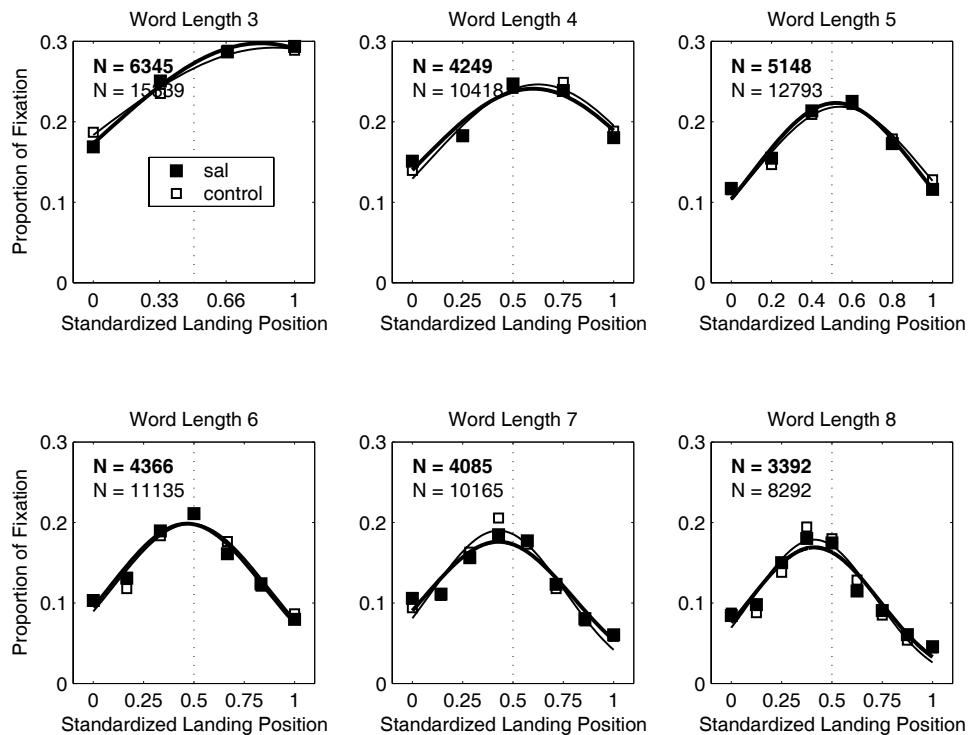 Word Length 3
0.3
0.2
0.1
0
N = 6345
N =
sal
control
0 0.33 0.66 1
Standardized Landing Position
Proportion of Fixation
Word Length 4
0.3
0.2
0.1
0
N = 4249
N = 10418
0 0.25 0.5 0.75 1
Standardized Landing Position
Word Length 5
0.3
0.2
0.1
0
N = 5148
N = 12793
0 0.2 0.4 0.6 0.8 1
Standardized Landing Position
Word Length 6
0.3
0.2
0.1
0
N = 4366
N = 11135
0 0.25 0.5 0.75 1
Standardized Landing Position
Proportion of Fixation
Word Length 7
0.3
0.2
0.1
0
N = 4085
N = 10165
0 0.25 0.5 0.75 1
Standardized Landing Position
Word Length 8
0.3
0.2
0.1
0
N = 3392
N = 8292
0 0.25 0.5 0.75 1
Standardized Landing Position